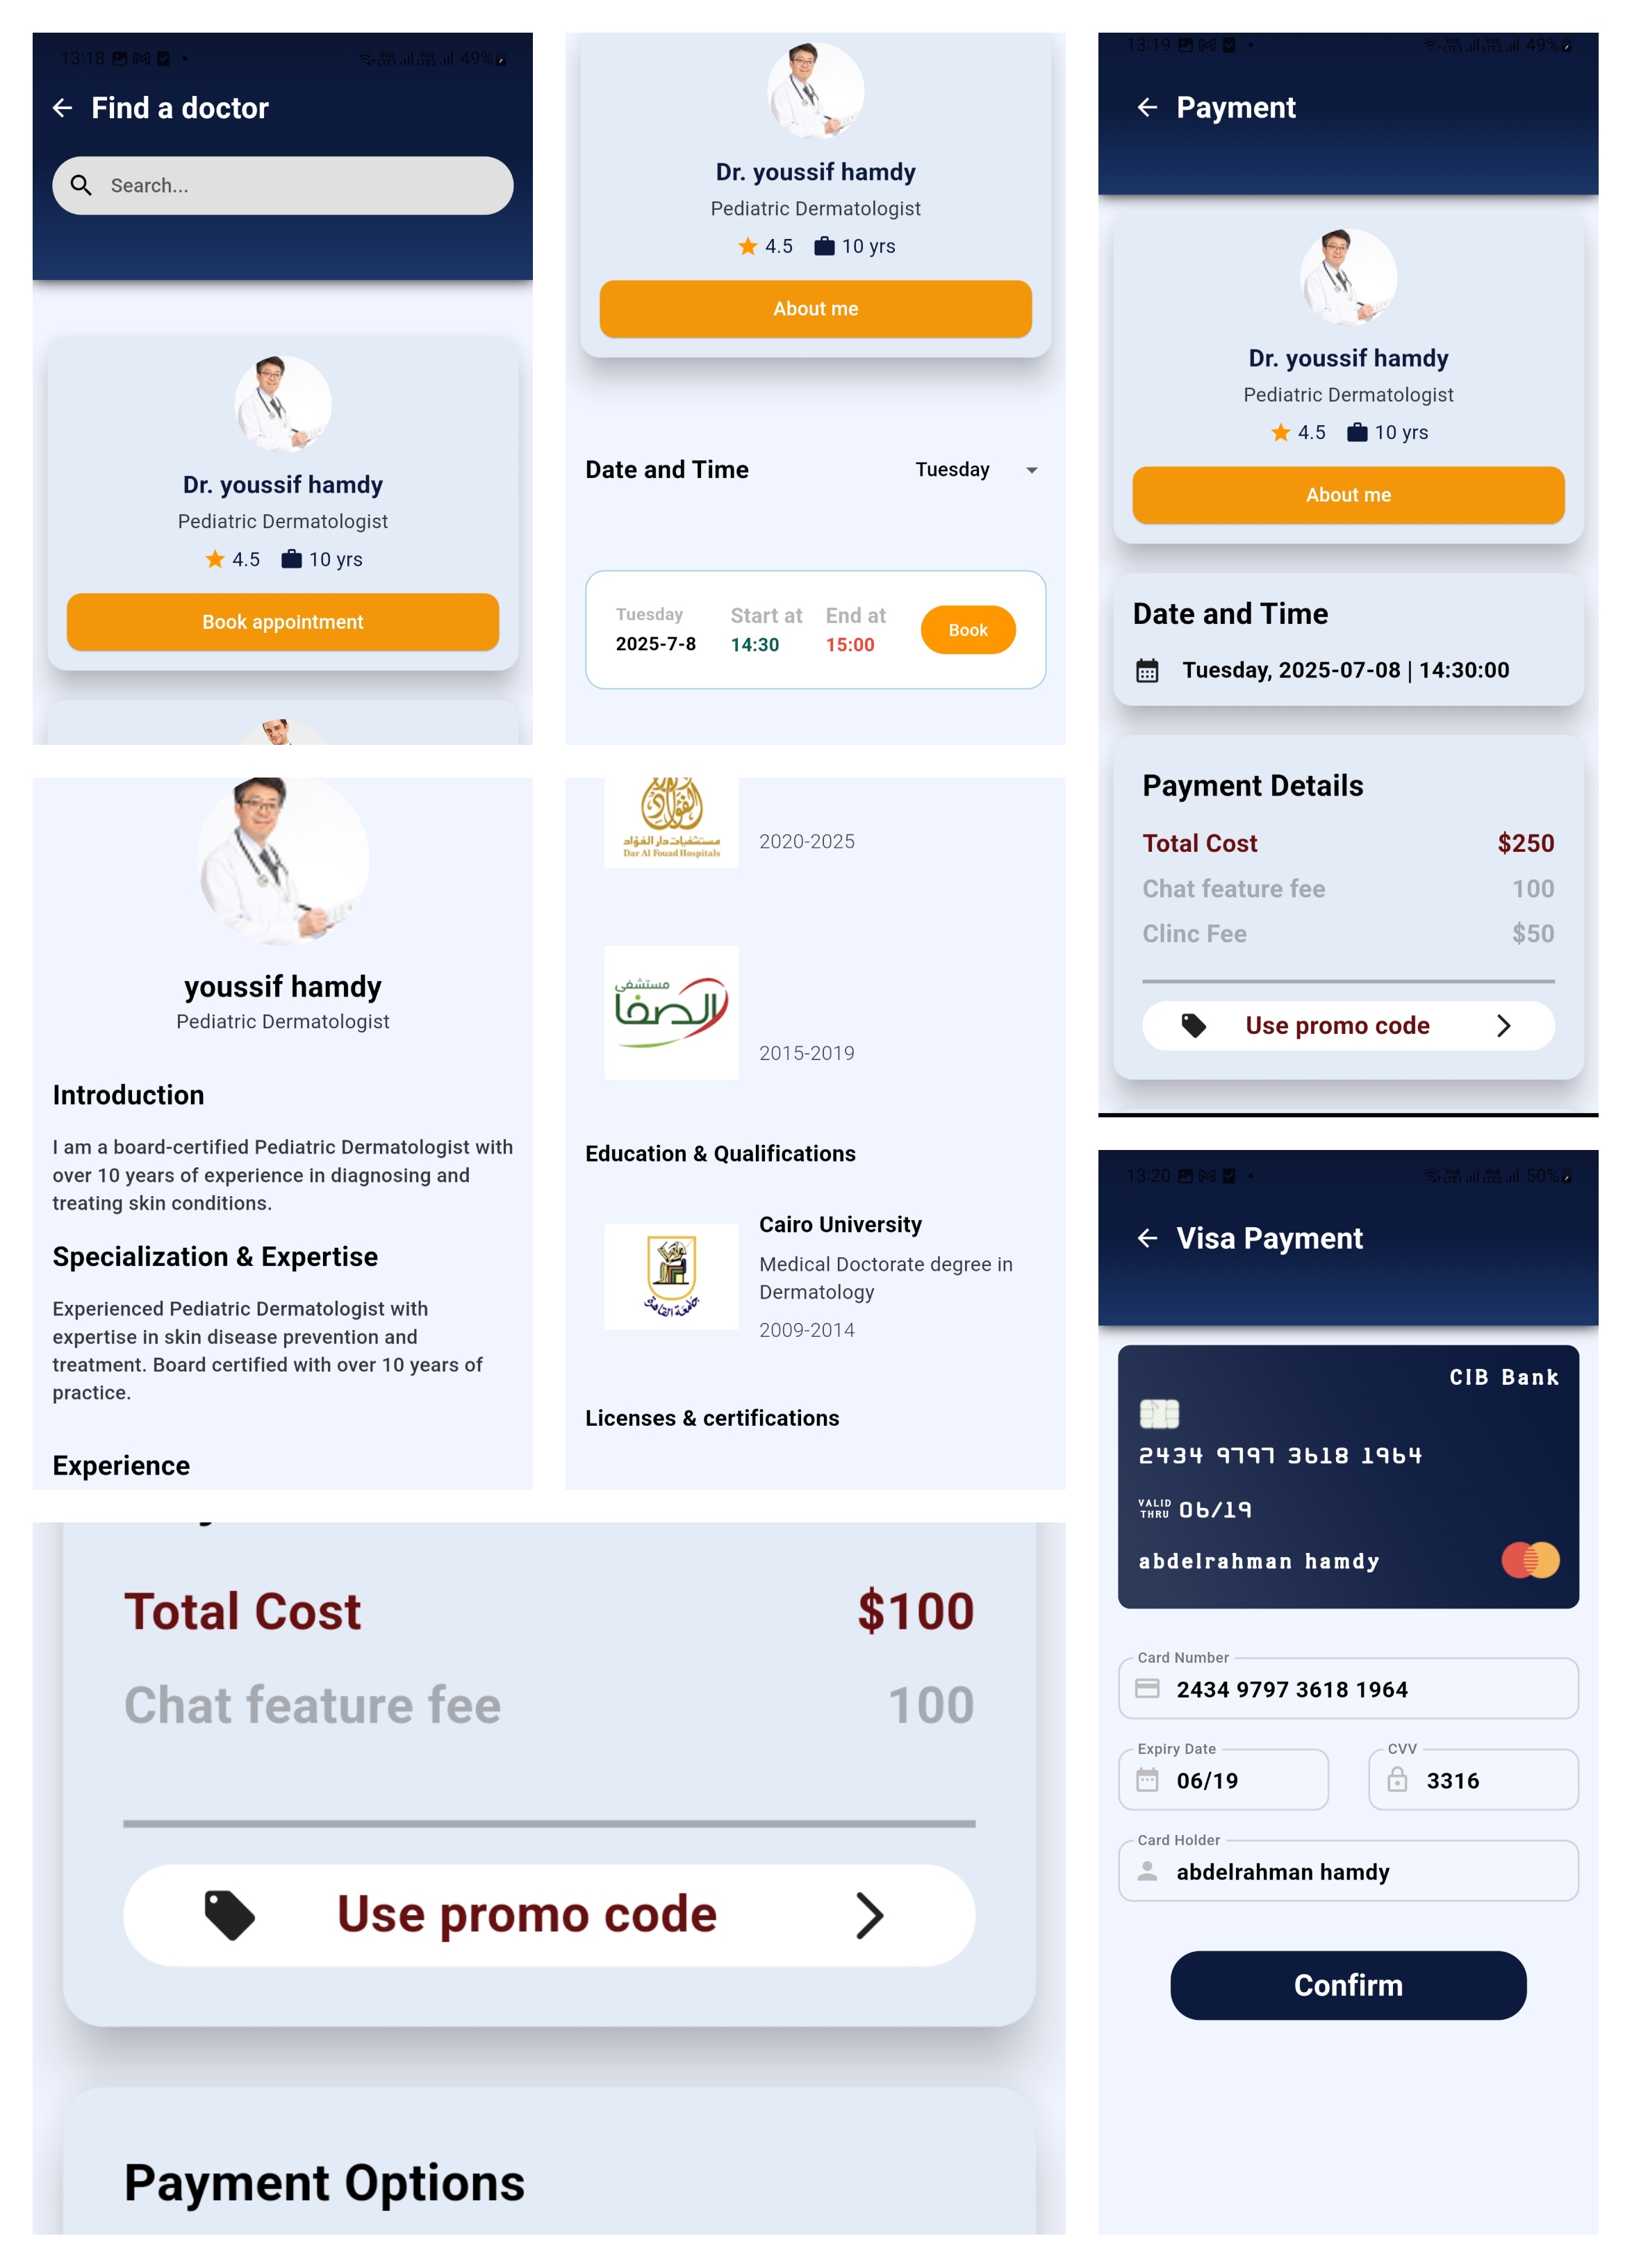 13:18
49%
Find a doctor
Search...
Dr. youssif hamdy
Pediatric Dermatologist
4.5 10 yrs
Book appointment
Dr. youssif hamdy
Pediatric Dermatologist
4.5 10 yrs
About me
Date and Time Tuesday
Tuesday Start at End at
2025-7-8 14:30 15:00
Book
13:19
49%
Payment
Dr. youssif hamdy
Pediatric Dermatologist
4.5 10 yrs
About me
Date and Time
Tuesday, 2025-07-08 | 14:30:00
Payment Details
Total Cost $250
Chat feature fee 100
Clinc Fee $50
Use promo code
youssif hamdy
Pediatric Dermatologist
Introduction
I am a board-certified Pediatric Dermatologist with
over 10 years of experience in diagnosing and
treating skin conditions.
Specialization & Expertise
Experienced Pediatric Dermatologist with
expertise in skin disease prevention and
treatment. Board certified with over 10 years of
practice.
Experience
مستشفيات دار الفؤاد
Dar Al Fouad Hospitals
2020-2025
مستشفى
الصفا
2015-2019
Education & Qualifications
جامعة القاهرة
Cairo University
Medical Doctorate degree in
Dermatology
2009-2014
Licenses & certifications
Total Cost $100
Chat feature fee 100
Use promo code
Payment Options
13:20
50%
Visa Payment
CIB Bank
2434 9797 3618 1964
VALID
THRU 06/19
abdelrahman hamdy
Card Number
2434 9797 3618 1964
Expiry Date CVV
06/19 3316
Card Holder
abdelrahman hamdy
Confirm